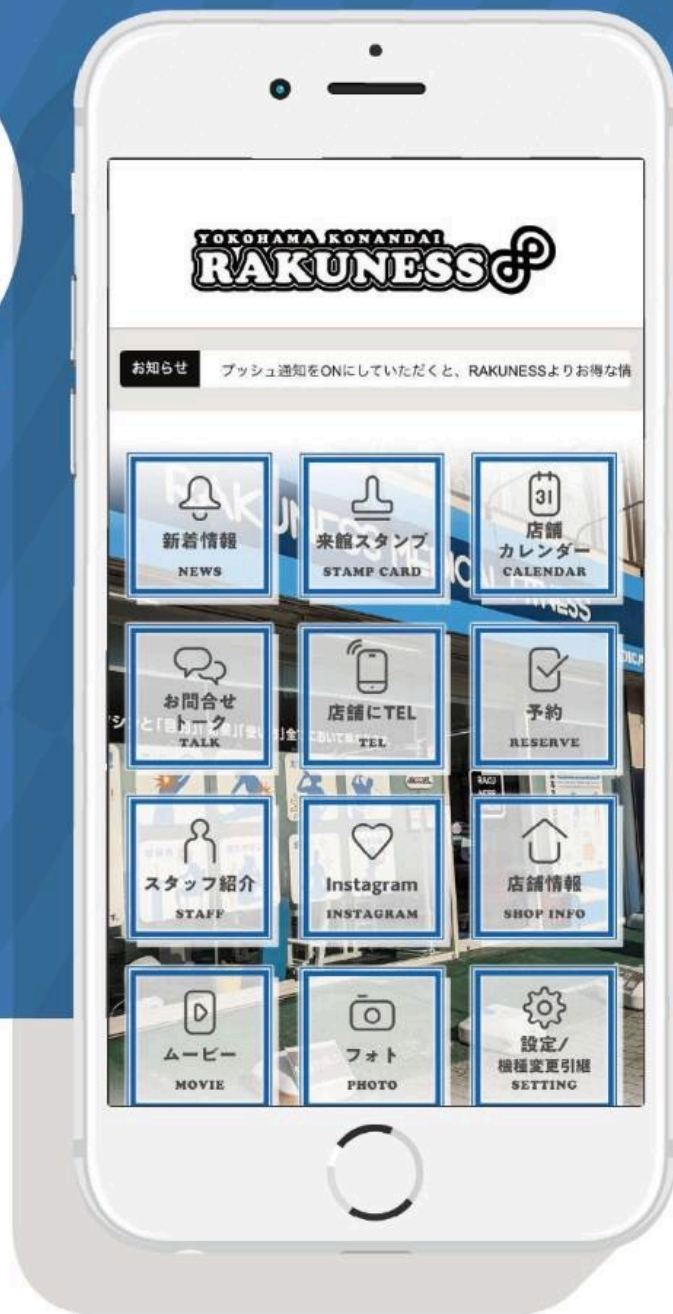 YOKOHAMA KONANDAI
RAKUNESS
お知らせ プッシュ通知をONにしていただくと、RAKUNESSよりお得な情
新着情報
NEWS
来館スタンプ
STAMP CARD
31
店舗
カレンダー
CALENDAR
お問合せ
トーク
TALK
店舗にTEL
TEL
予約
RESERVE
スタッフ紹介
STAFF
Instagram
INSTAGRAM
店舗情報
SHOP INFO
ムービー
MOVIE
フォト
PHOTO
設定/
機種変更引継
SETTING